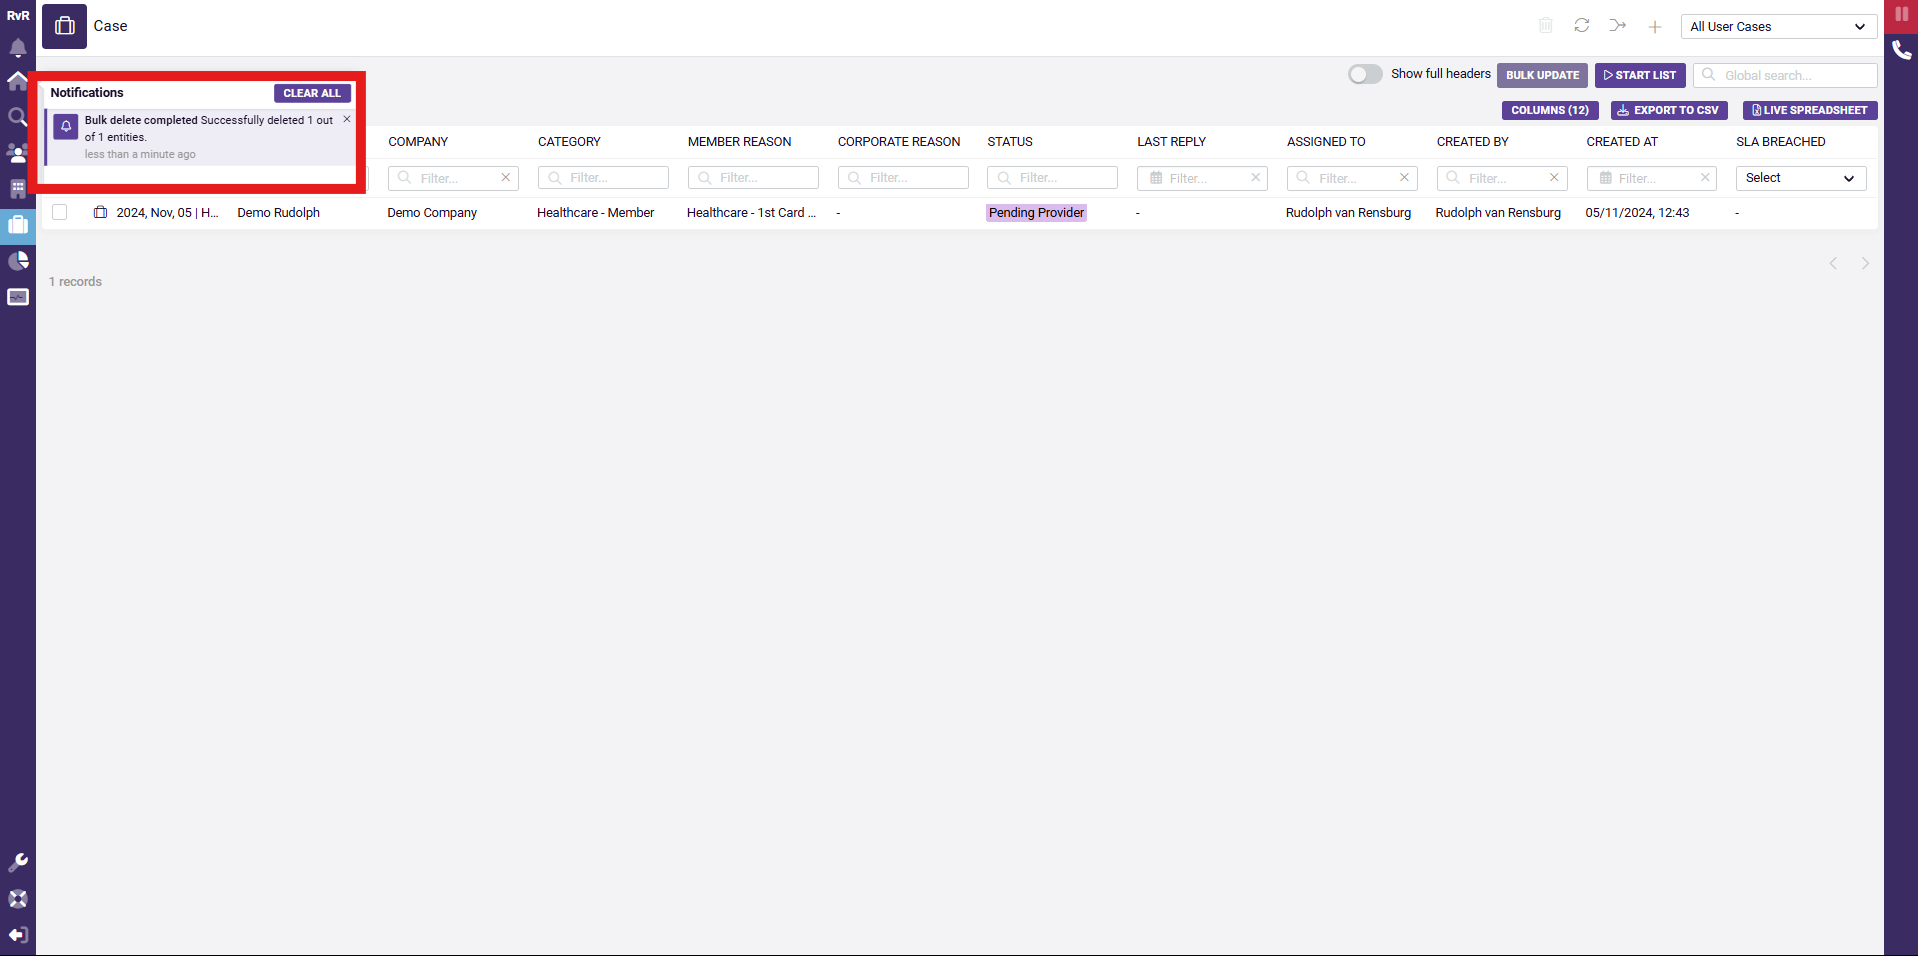 RvR
Case
All User Cases
Show full headers
BULK UPDATE
START LIST
Global search...
Notifications
CLEAR ALL
Bulk delete completed Successfully deleted 1 out
of 1 entities.
less than a minute ago
COLUMNS (12)
EXPORT TO CSV
LIVE SPREADSHEET
COMPANY
CATEGORY
MEMBER REASON
CORPORATE REASON
STATUS
LAST REPLY
ASSIGNED TO
CREATED BY
CREATED AT
SLA BREACHED
Filter...
Filter...
Filter...
Filter...
Filter...
Filter...
Filter...
Filter...
Filter...
Select
2024, Nov, 05 | H...
Demo Rudolph
Demo Company
Healthcare - Member
Healthcare - 1st Card ...
-
Pending Provider
-
Rudolph van Rensburg
Rudolph van Rensburg
05/11/2024, 12:43
-
1 records